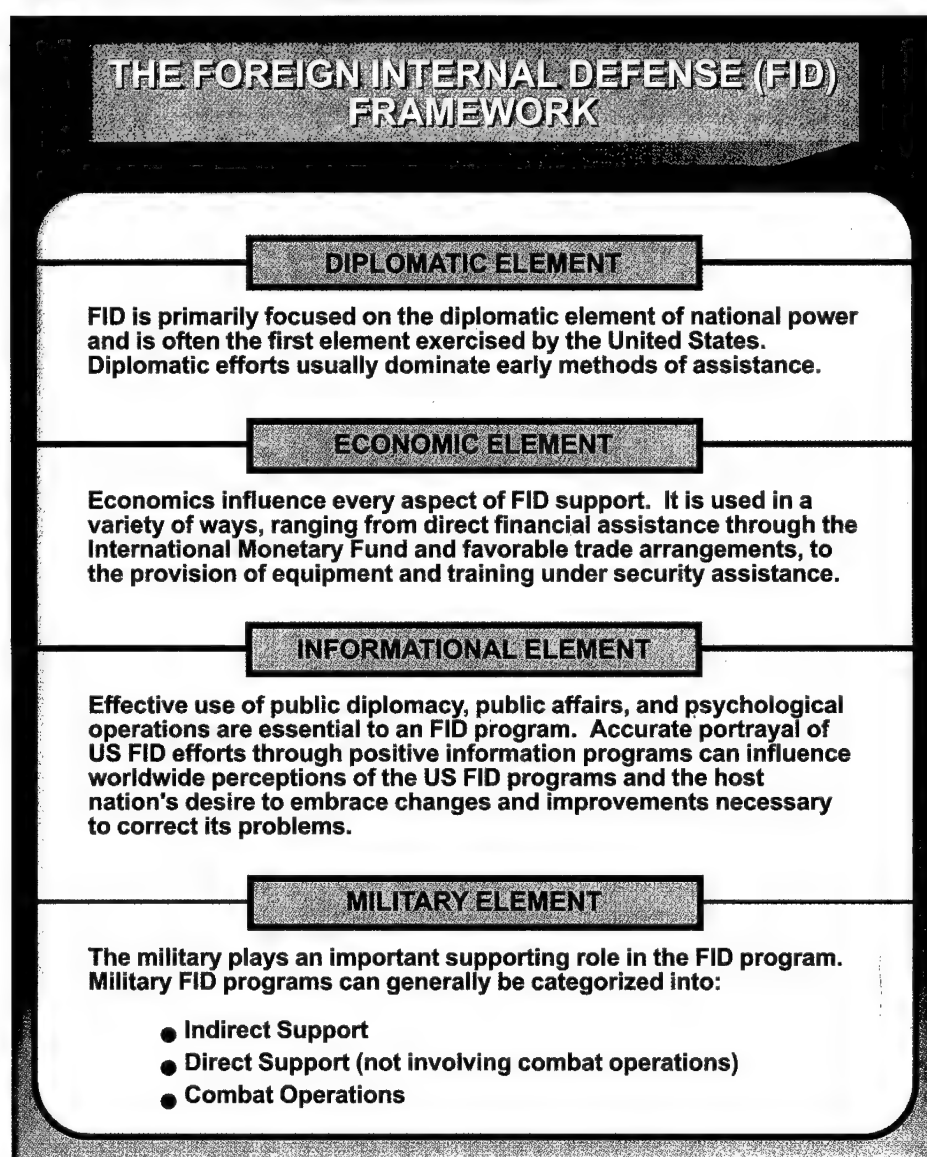 THE FOREIGN INTERNAL DEFENSE (FID)
FRAMEWORK
DIPLOMATIC ELEMENT
FID is primarily focused on the diplomatic element of national power
and is often the first element exercised by the United States.
Diplomatic efforts usually dominate early methods of assistance.
ECONOMIC ELEMENT
Economics influence every aspect of FID support. It is used in a
variety of ways, ranging from direct financial assistance through the
International Monetary Fund and favorable trade arrangements, to
the provision of equipment and training under security assistance.
INFORMATIONAL ELEMENT
Effective use of public diplomacy, public affairs, and psychological
operations are essential to an FID program. Accurate portrayal of
US FID efforts through positive information programs can influence
worldwide perceptions of the US FID programs and the host
nation's desire to embrace changes and improvements necessary
to correct its problems.
MILITARY ELEMENT
The military plays an important supporting role in the FID program.
Military FID programs can generally be categorized into:
● Indirect Support
● Direct Support (not involving combat operations)
● Combat Operations